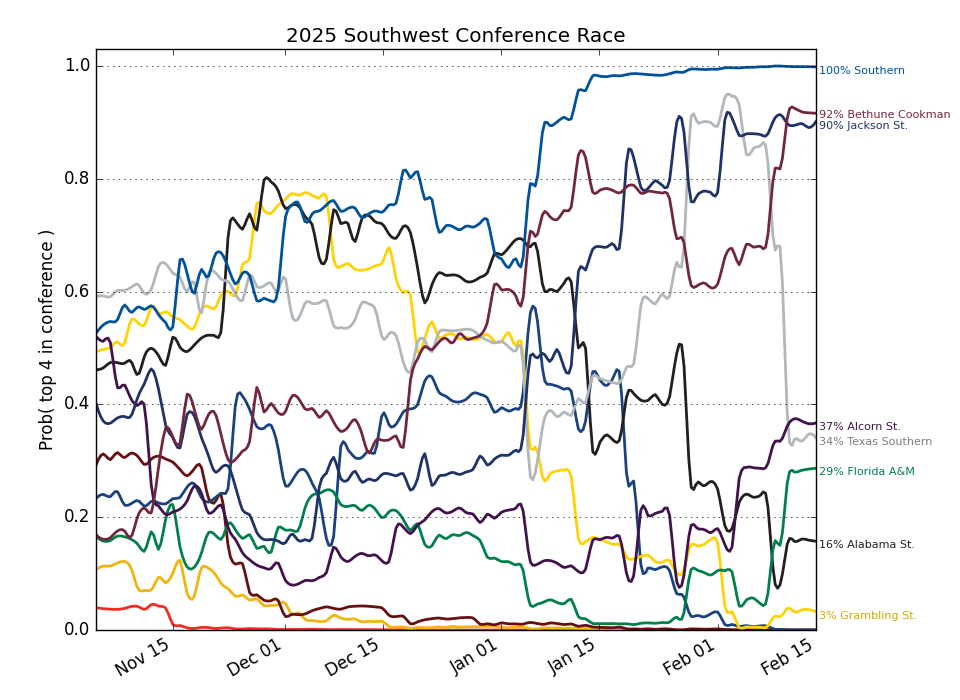 2025 Southwest Conference Race
Prob( top 4 in conference )
1.0
0.8
0.6
0.4
0.2
0.0
Nov 15
Dec 01
Dec 15
Jan 01
Jan 15
Feb 01
Feb 15
100% Southern
92% Bethune Cookman
90% Jackson St.
37% Alcorn St.
34% Texas Southern
29% Florida A&M
16% Alabama St.
3% Grambling St.